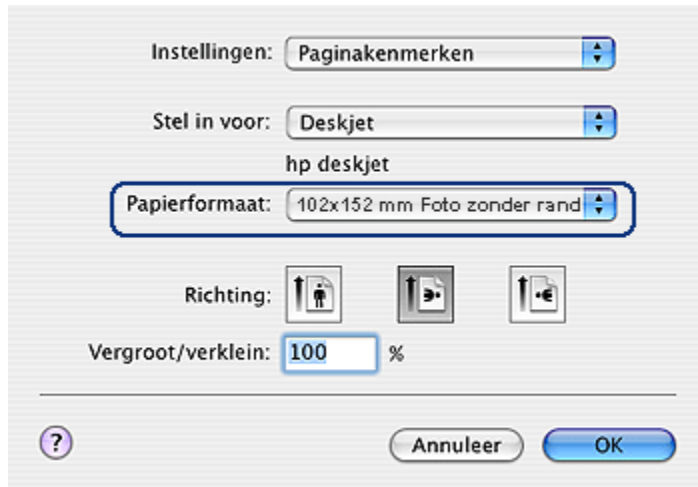 Instellingen: Paginakenmerken
Stel in voor: Deskjet
hp deskjet
Papierformaat: 102x152 mm Foto zonder rand
Richting:
Vergroot/verklein: 100 %
? Annuleer OK